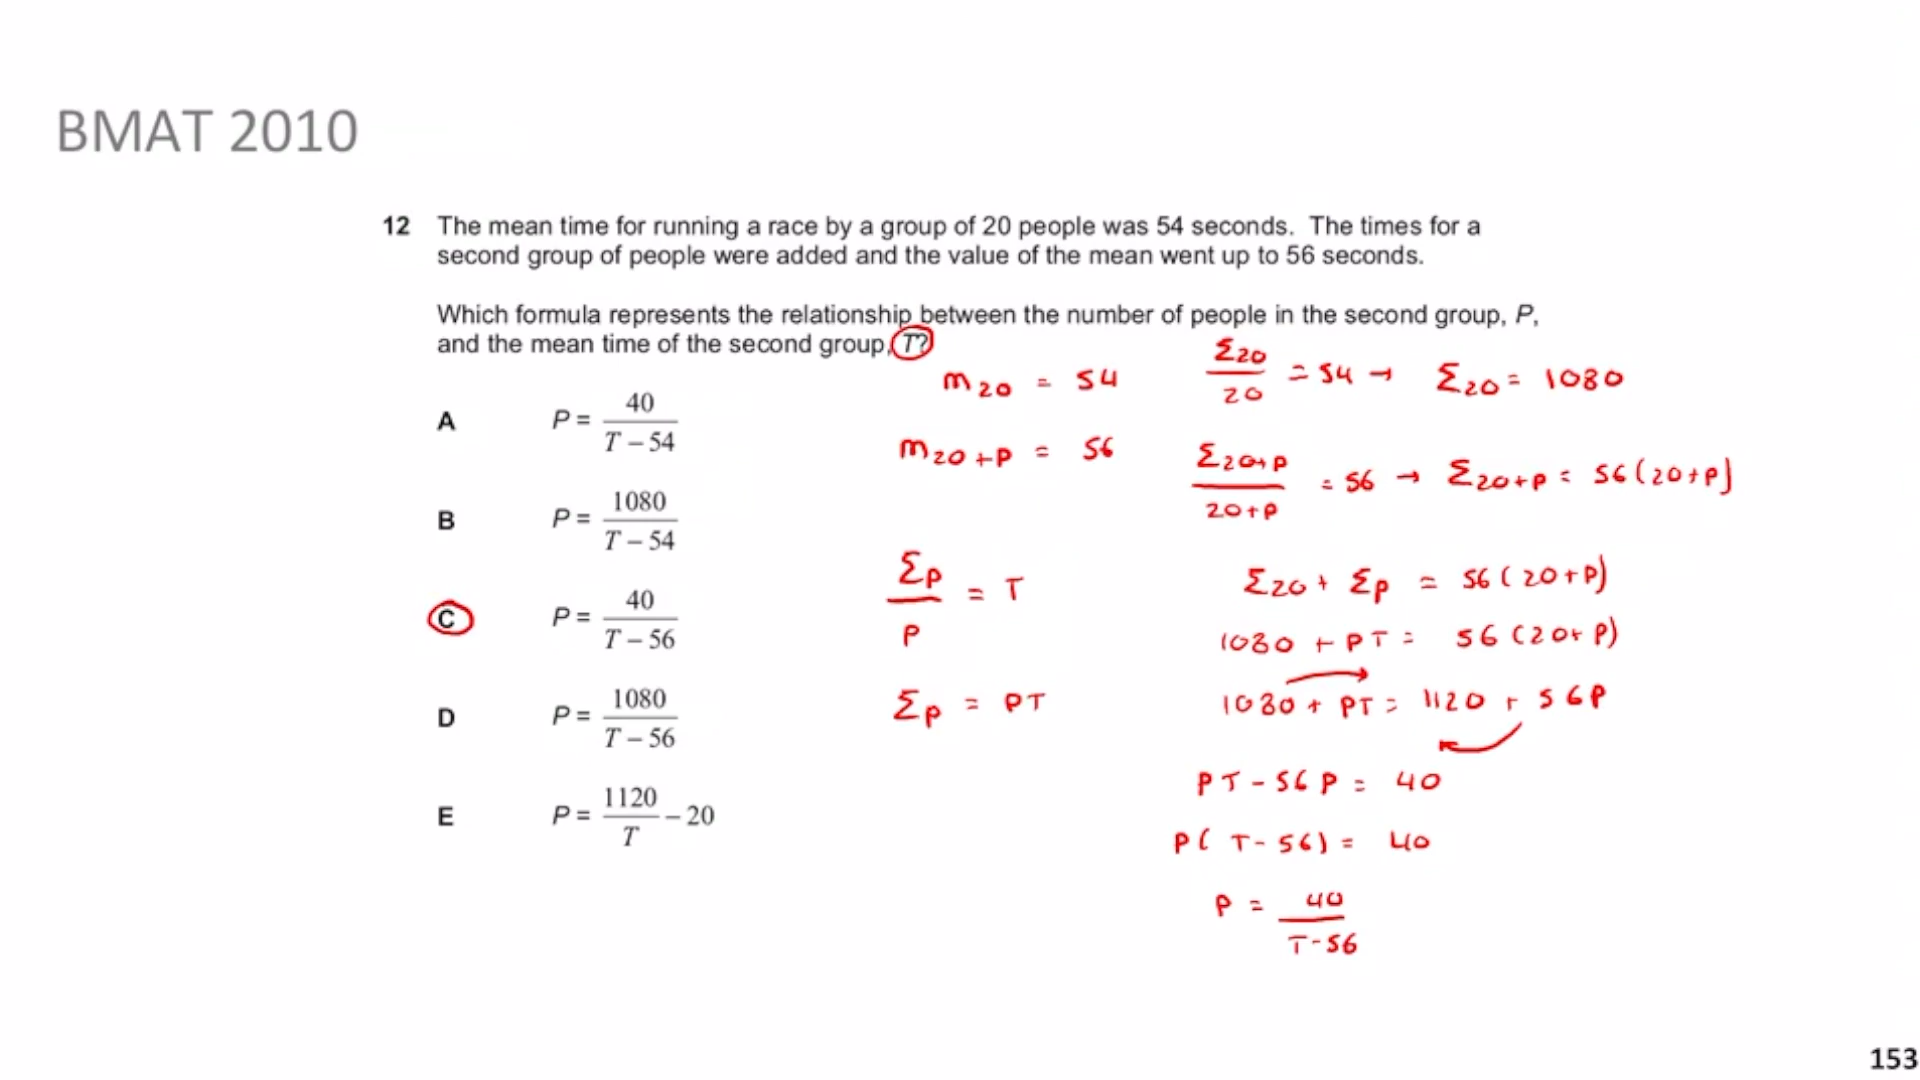 BMAT 2010
12 The mean time for running a race by a group of 20 people was 54 seconds. The times for a
second group of people were added and the value of the mean went up to 56 seconds.
Which formula represents the relationship between the number of people in the second group, P,
and the mean time of the second group, T?
A P = 40 / T – 54
B P = 1080 / T – 54
C P = 40 / T – 56
D P = 1080 / T – 56
E P = 1120 / T – 20
m20 = 54
m20+P = 56
Σp / P = T
Σp = PT
Σ20 / 20 = 54 → Σ20 = 1080
Σ20+P / 20+P = 56 → Σ20+P = 56(20+P)
Σ20 + Σp = 56(20+P)
1080 + PT = 56(20+P)
1080 + PT = 1120 + 56P
PT - 56P = 40
P(T-56) = 40
P = 40 / T-56
153